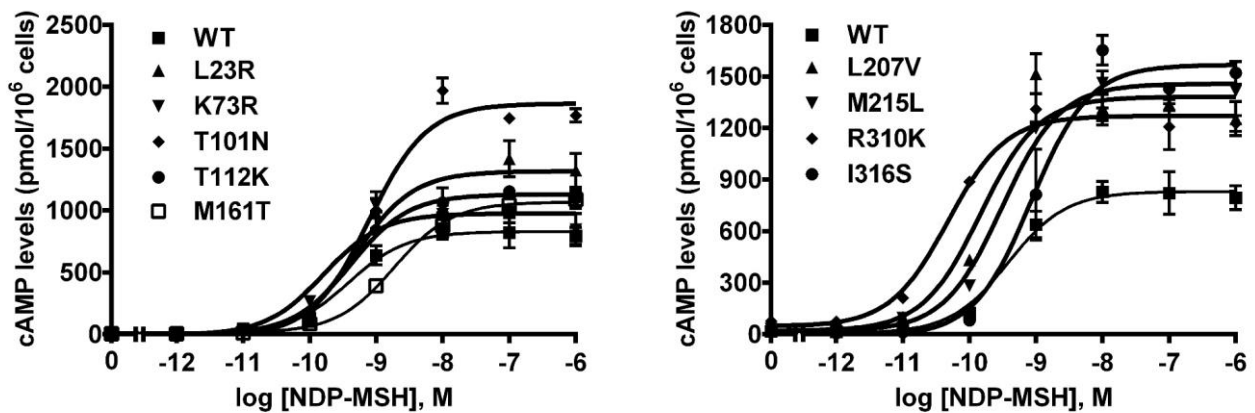 cAMP levels (pmol/10⁶ cells)
2500
2000
1500
1000
500
0
WT
L23R
K73R
T101N
T112K
M161T
0 -12 -11 -10 -9 -8 -7 -6
log [NDP-MSH], M
cAMP levels (pmol/10⁶ cells)
1800
1500
1200
900
600
300
0
WT
L207V
M215L
R310K
I316S
0 -12 -11 -10 -9 -8 -7 -6
log [NDP-MSH], M